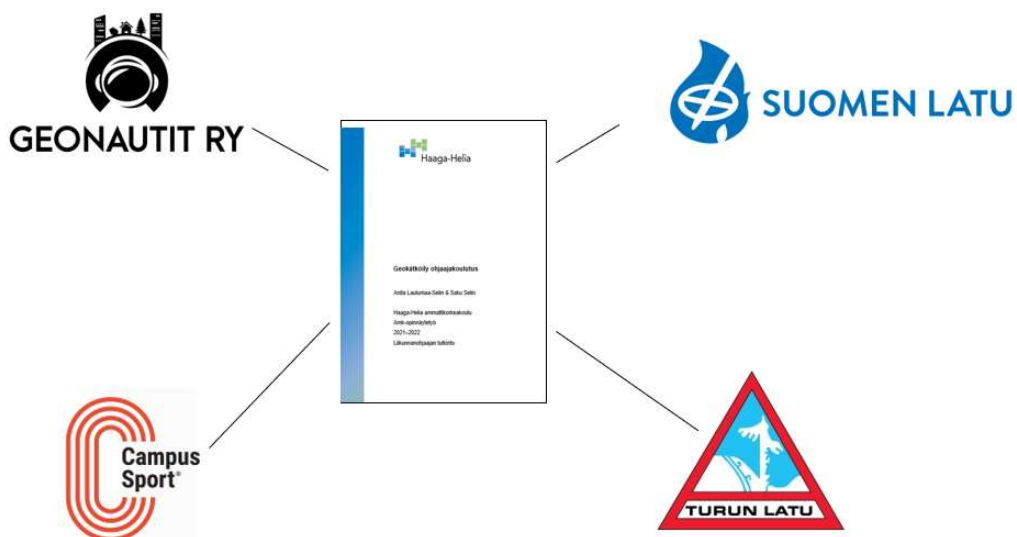 GEONAUTIT RY
SUOMEN LATU
Haaga-Helia
Geokätköily ohjaajakoulutus
Anita Laulumaa-Selin & Saku Selin
Haaga-Helia ammattikorkeakoulu
Amk-opinnäytetyö
2021–2022
Liikunnanohjaajan tutkinto
Campus
Sport
TURUN LATU